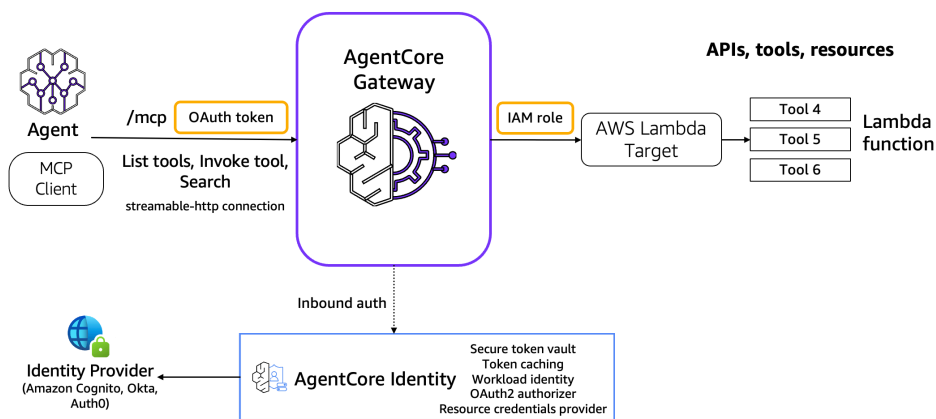 AgentCore
Gateway
APIs, tools, resources
Agent
MCP
Client
/mcp
OAuth token
List tools, Invoke tool,
Search
streamable-http connection
IAM role
AWS Lambda
Target
Tool 4
Tool 5
Tool 6
Lambda
function
Inbound auth
Identity Provider
(Amazon Cognito, Okta,
Auth0)
AgentCore Identity
Secure token vault
Token caching
Workload identity
OAuth2 authorizer
Resource credentials provider